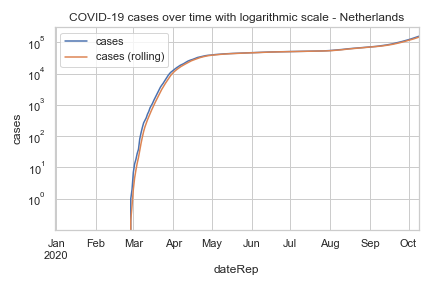 COVID-19 cases over time with logarithmic scale - Netherlands
cases
cases (rolling)
10⁵
10⁴
10³
10²
10¹
10⁰
cases
Jan Feb Mar Apr May Jun Jul Aug Sep Oct
2020
dateRep